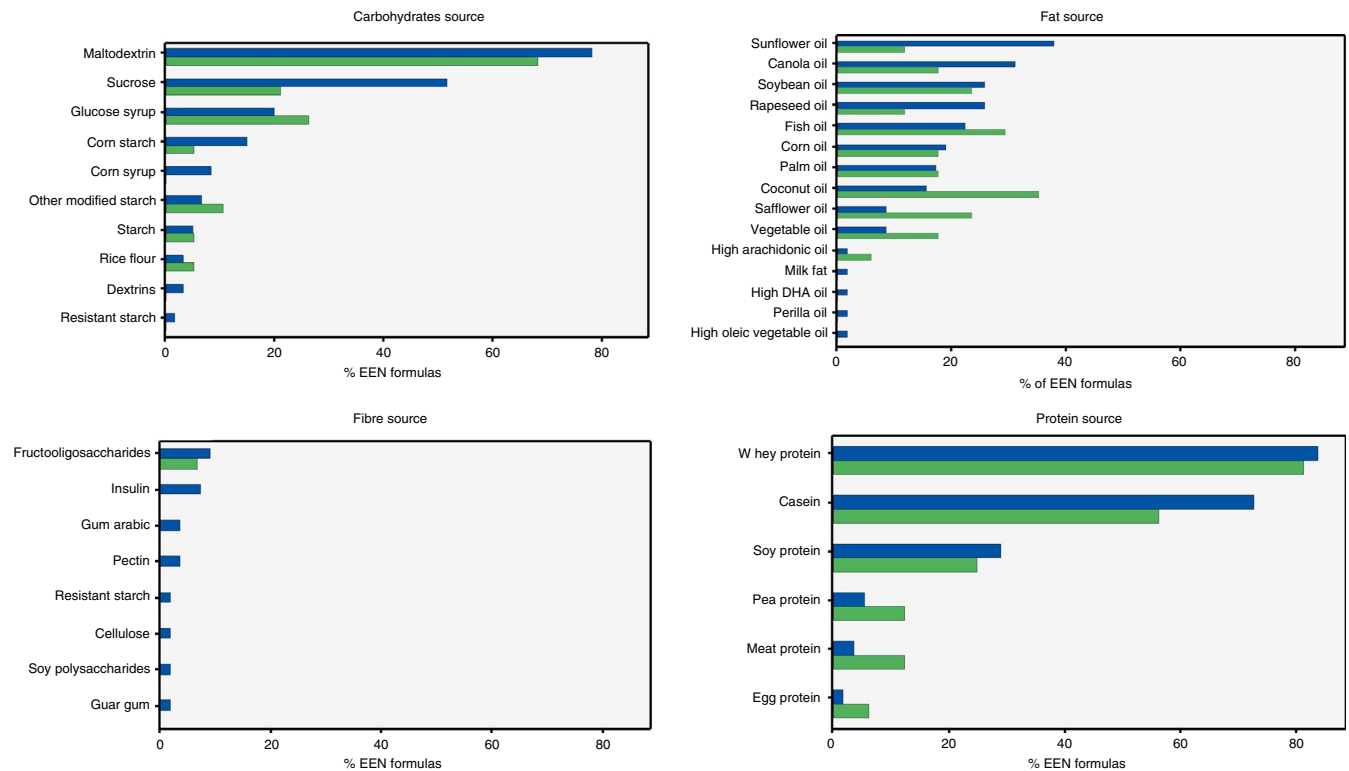 Carbohydrates source
Maltodextrin
Sucrose
Glucose syrup
Corn starch
Corn syrup
Other modified starch
Starch
Rice flour
Dextrins
Resistant starch
0 20 40 60 80
% EEN formulas
Fat source
Sunflower oil
Canola oil
Soybean oil
Rapeseed oil
Fish oil
Corn oil
Palm oil
Coconut oil
Safflower oil
Vegetable oil
High arachidonic oil
Milk fat
High DHA oil
Perilla oil
High oleic vegetable oil
0 20 40 60 80
% of EEN formulas
Fibre source
Fructooligosaccharides
Insulin
Gum arabic
Pectin
Resistant starch
Cellulose
Soy polysaccharides
Guar gum
0 20 40 60 80
% EEN formulas
Protein source
W hey protein
Casein
Soy protein
Pea protein
Meat protein
Egg protein
0 20 40 60 80
% EEN formulas